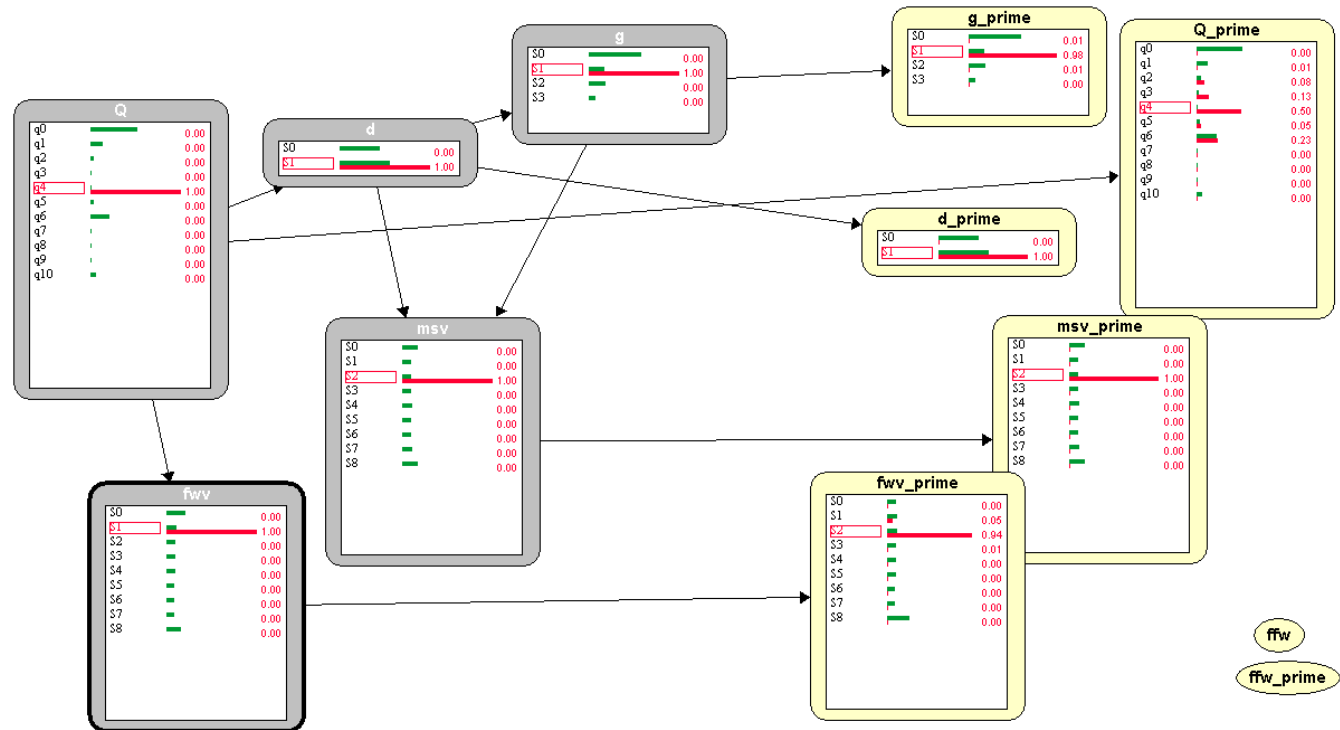 g
S0 0.00
S1 1.00
S2 0.00
S3 0.00
g_prime
S0 0.01
S1 0.98
S2 0.01
S3 0.00
Q_prime
q0 0.00
q1 0.01
q2 0.08
q3 0.13
q4 0.50
q5 0.05
q6 0.23
q7 0.00
q8 0.00
q9 0.00
q10 0.00
Q
q0 0.00
q1 0.00
q2 0.00
q3 0.00
q4 1.00
q5 0.00
q6 0.00
q7 0.00
q8 0.00
q9 0.00
q10 0.00
d
S0 0.00
S1 1.00
d_prime
S0 0.00
S1 1.00
msv
S0 0.00
S1 0.00
S2 1.00
S3 0.00
S4 0.00
S5 0.00
S6 0.00
S7 0.00
S8 0.00
msv_prime
S0 0.00
S1 0.00
S2 1.00
S3 0.00
S4 0.00
S5 0.00
S6 0.00
S7 0.00
S8 0.00
fwv
S0 0.00
S1 1.00
S2 0.00
S3 0.00
S4 0.00
S5 0.00
S6 0.00
S7 0.00
S8 0.00
fwv_prime
S0 0.00
S1 0.05
S2 0.94
S3 0.01
S4 0.00
S5 0.00
S6 0.00
S7 0.00
S8 0.00
ffw
ffw_prime